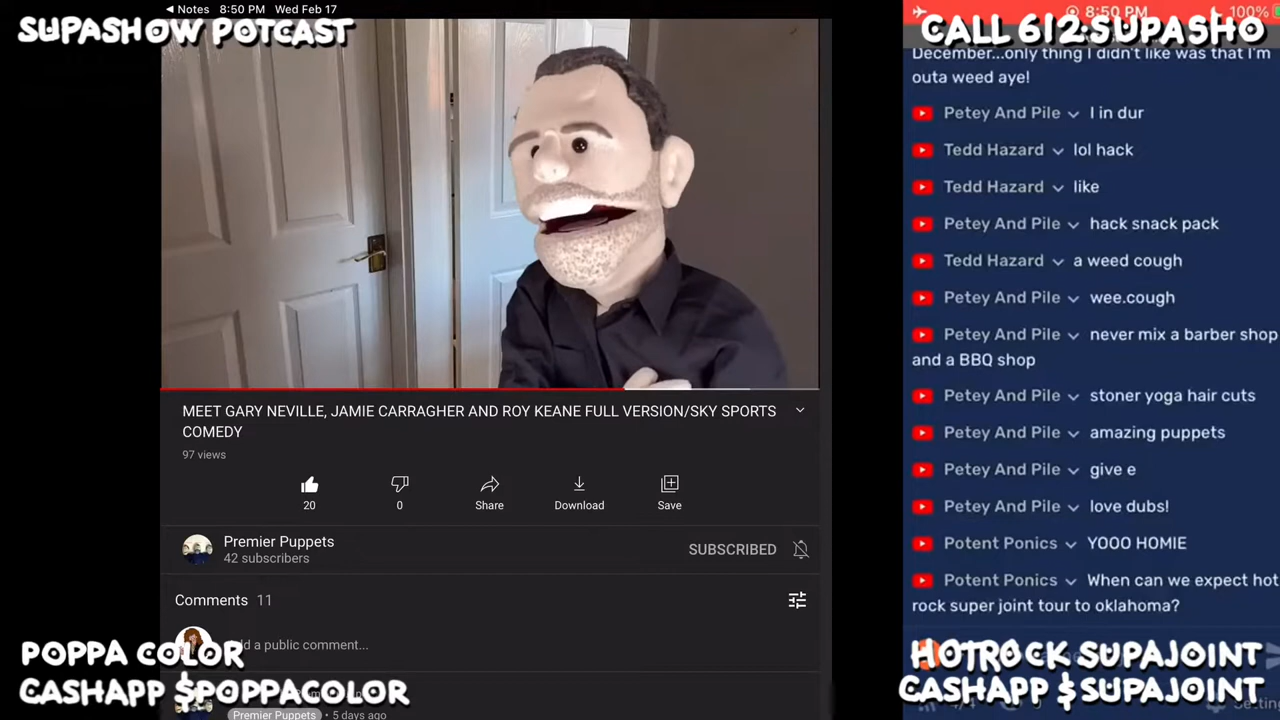 Notes 8:50 PM Wed Feb 17
SUPASHOW POTCAST
MEET GARY NEVILLE, JAMIE CARRAGHER AND ROY KEANE FULL VERSION/SKY SPORTS
COMEDY
97 views
20
0
Share
Download
Save
Premier Puppets
42 subscribers
SUBSCRIBED
Comments 11
a public comment...
POPPA COLOR
CASHAPP $POPPACOLOR
Premier Puppets • 5 days ago
8:50 PM 100%
CALL 612:SUPASHO
December...only thing I didn't like was that I'm
outa weed aye!
Petey And Pile I in dur
Tedd Hazard lol hack
Tedd Hazard like
Petey And Pile hack snack pack
Tedd Hazard a weed cough
Petey And Pile wee.cough
Petey And Pile never mix a barber shop
and a BBQ shop
Petey And Pile stoner yoga hair cuts
Petey And Pile amazing puppets
Petey And Pile give e
Petey And Pile love dubs!
Potent Ponics YOOO HOMIE
Potent Ponics When can we expect hot
rock super joint tour to oklahoma?
HOTROCK SUPAJOINT
CASHAPP $SUPAJOINT